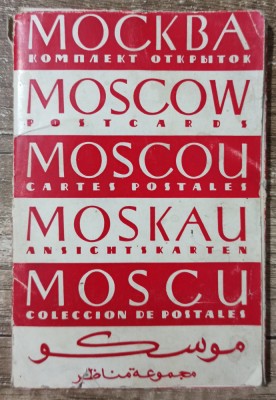 МОСКВА
КОМПЛЕКТ ОТКРЫТОК
MOSCOW
POSTCARDS
MOSCOU
CARTES POSTALES
MOSKAU
ANSICHTSKARTEN
MOSCU
COLECCION DE POSTALES
موسكو
مجموعة مناظر